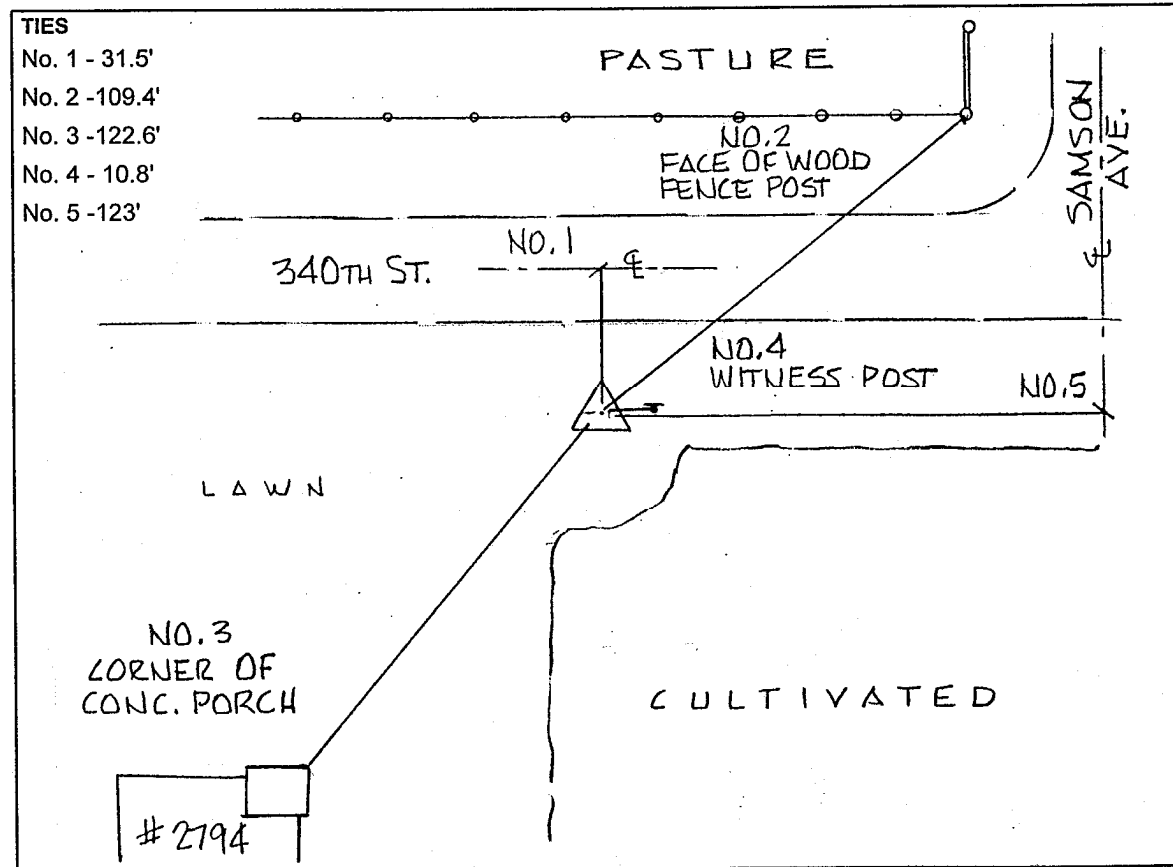 TIES
No. 1 - 31.5'
No. 2 -109.4'
No. 3 -122.6'
No. 4 - 10.8'
No. 5 -123'
PASTURE
SAMSON
AVE.
NO.2
FACE OF WOOD
FENCE POST
NO.1
340TH ST.
℄
℄
NO.4
WITNESS POST
NO.5
LAWN
NO.3
CORNER OF
CONC. PORCH
CULTIVATED
#2794